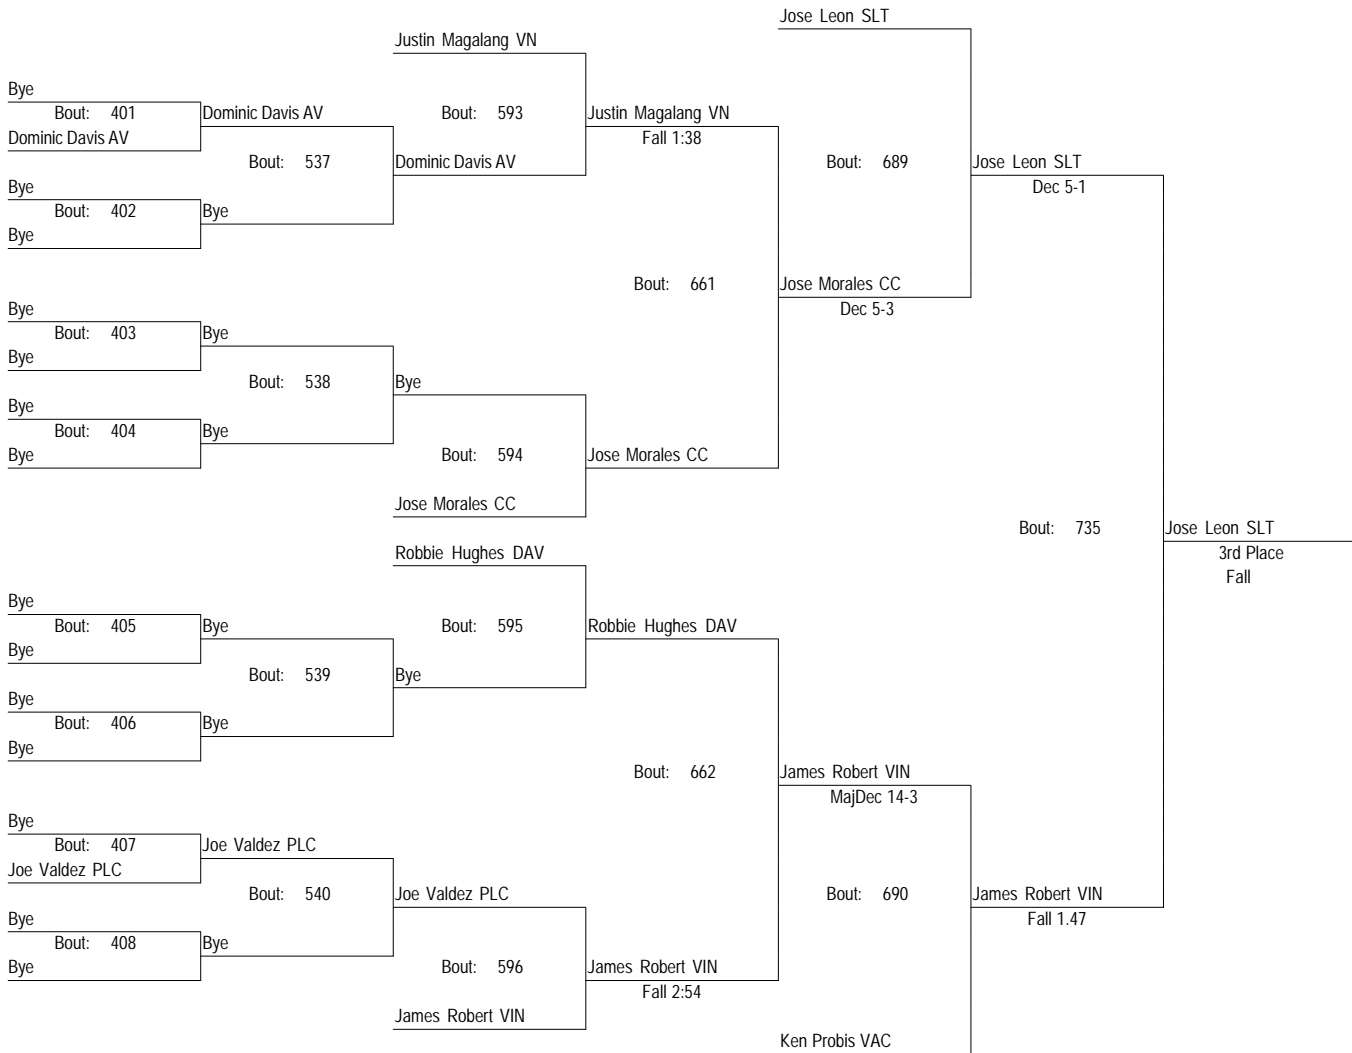 Jose Leon SLT
Justin Magalang VN
Bye
Bout: 401
Dominic Davis AV
Bout: 593
Justin Magalang VN
Dominic Davis AV
Fall 1:38
Bout: 537
Dominic Davis AV
Bout: 689
Jose Leon SLT
Bye
Dec 5-1
Bout: 402
Bye
Bye
Bout: 661
Jose Morales CC
Bye
Dec 5-3
Bout: 403
Bye
Bye
Bout: 538
Bye
Bye
Bout: 404
Bye
Bye
Bout: 594
Jose Morales CC
Jose Morales CC
Bout: 735
Jose Leon SLT
Robbie Hughes DAV
3rd Place
Fall
Bye
Bout: 405
Bye
Bout: 595
Robbie Hughes DAV
Bye
Bout: 539
Bye
Bye
Bout: 406
Bye
Bye
Bout: 662
James Robert VIN
MajDec 14-3
Bye
Bout: 407
Joe Valdez PLC
Joe Valdez PLC
Bout: 540
Joe Valdez PLC
Bout: 690
James Robert VIN
Bye
Fall 1.47
Bout: 408
Bye
Bye
Bout: 596
James Robert VIN
Fall 2:54
James Robert VIN
Ken Probis VAC